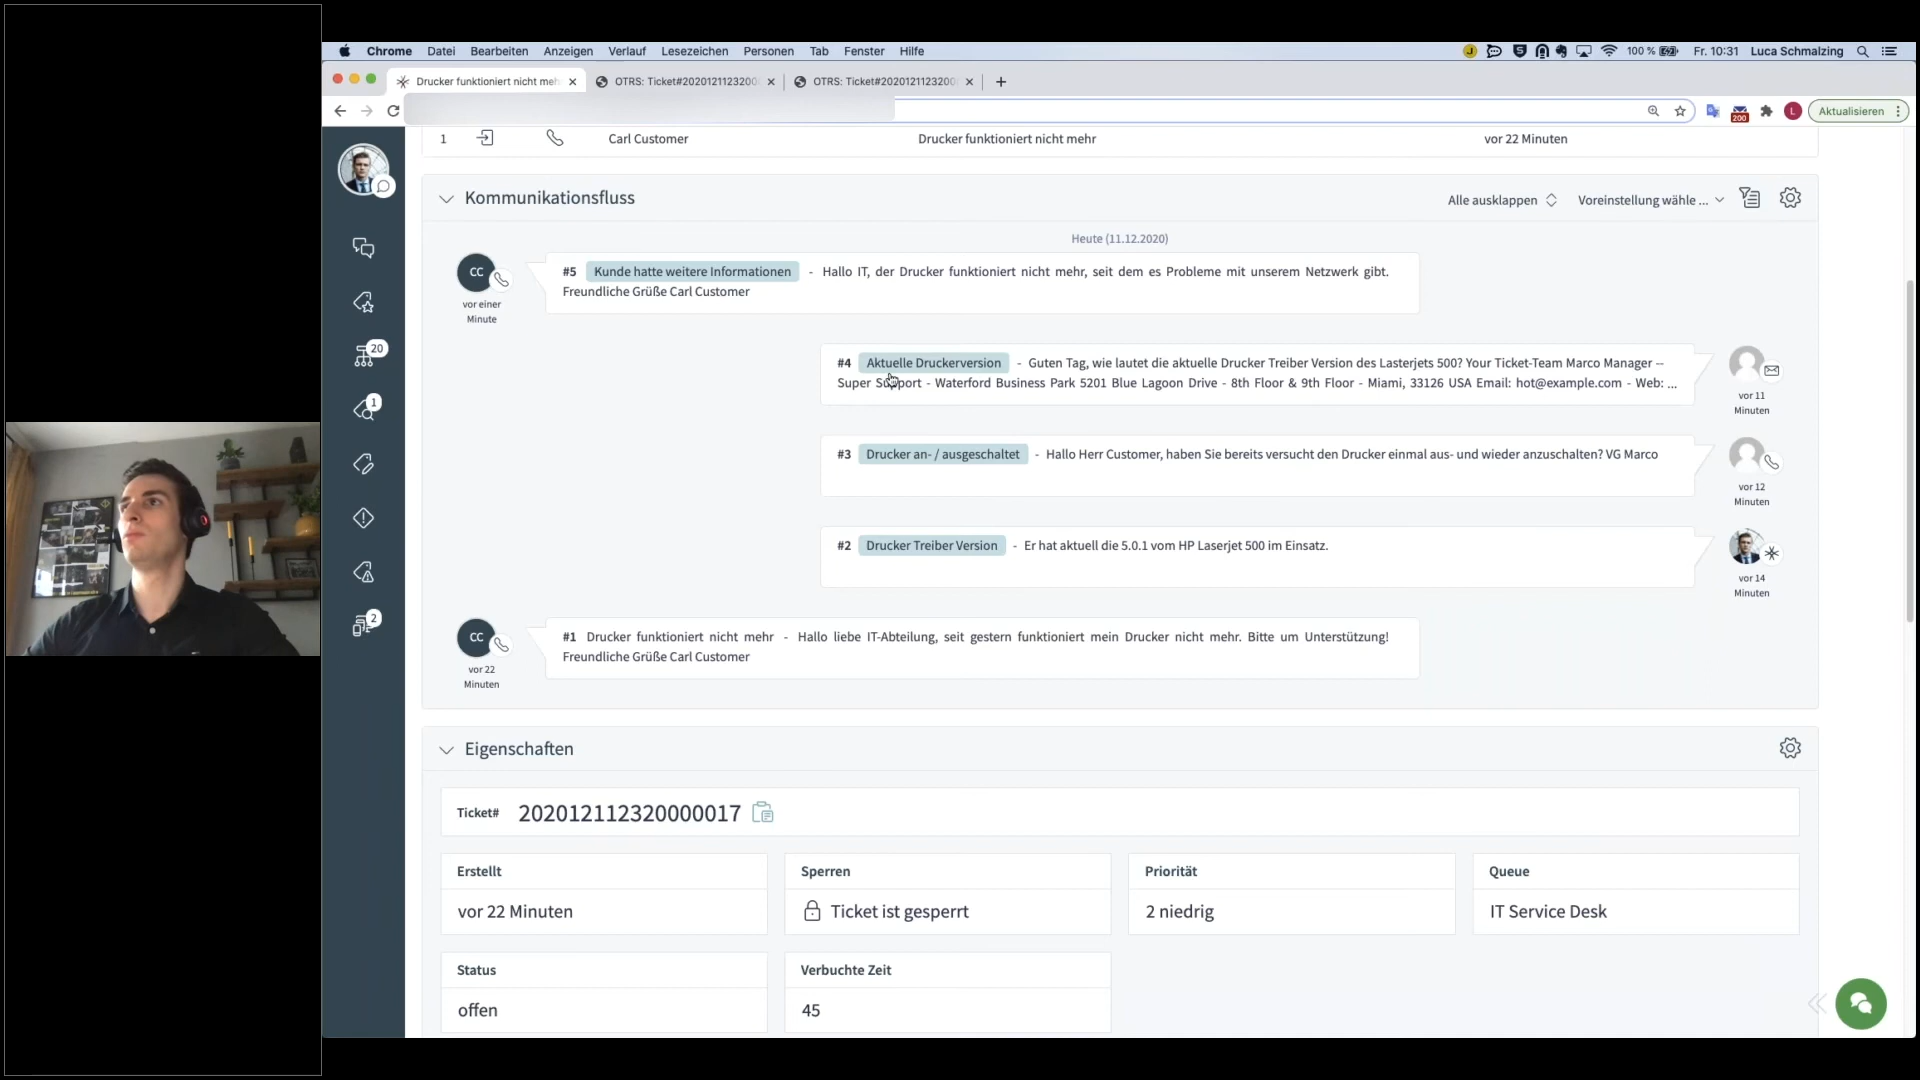 Chrome Datei Bearbeiten Anzeigen Verlauf Lesezeichen Personen Tab Fenster Hilfe
100 % Fr. 10:31 Luca Schmalzing
Drucker funktioniert nicht meh
OTRS: Ticket#2020121123200
OTRS: Ticket#2020121123200
L
200
Aktualisieren
1 Carl Customer Drucker funktioniert nicht mehr vor 22 Minuten
Kommunikationsfluss
Alle ausklappen Voreinstellung wähle ...
Heute (11.12.2020)
CC
vor einer
Minute
#5 Kunde hatte weitere Informationen - Hallo IT, der Drucker funktioniert nicht mehr, seit dem es Probleme mit unserem Netzwerk gibt.
Freundliche Grüße Carl Customer
#4 Aktuelle Druckerversion - Guten Tag, wie lautet die aktuelle Drucker Treiber Version des Lasterjets 500? Your Ticket-Team Marco Manager --
Super Support - Waterford Business Park 5201 Blue Lagoon Drive - 8th Floor & 9th Floor - Miami, 33126 USA Email: hot@example.com - Web: ...
vor 11
Minuten
#3 Drucker an- / ausgeschaltet - Hallo Herr Customer, haben Sie bereits versucht den Drucker einmal aus- und wieder anzuschalten? VG Marco
vor 12
Minuten
#2 Drucker Treiber Version - Er hat aktuell die 5.0.1 vom HP Laserjet 500 im Einsatz.
vor 14
Minuten
CC
vor 22
Minuten
#1 Drucker funktioniert nicht mehr - Hallo liebe IT-Abteilung, seit gestern funktioniert mein Drucker nicht mehr. Bitte um Unterstützung!
Freundliche Grüße Carl Customer
20
1
2
Eigenschaften
Ticket# 202012112320000017
Erstellt
vor 22 Minuten
Sperren
Ticket ist gesperrt
Priorität
2 niedrig
Queue
IT Service Desk
Status
offen
Verbuchte Zeit
45